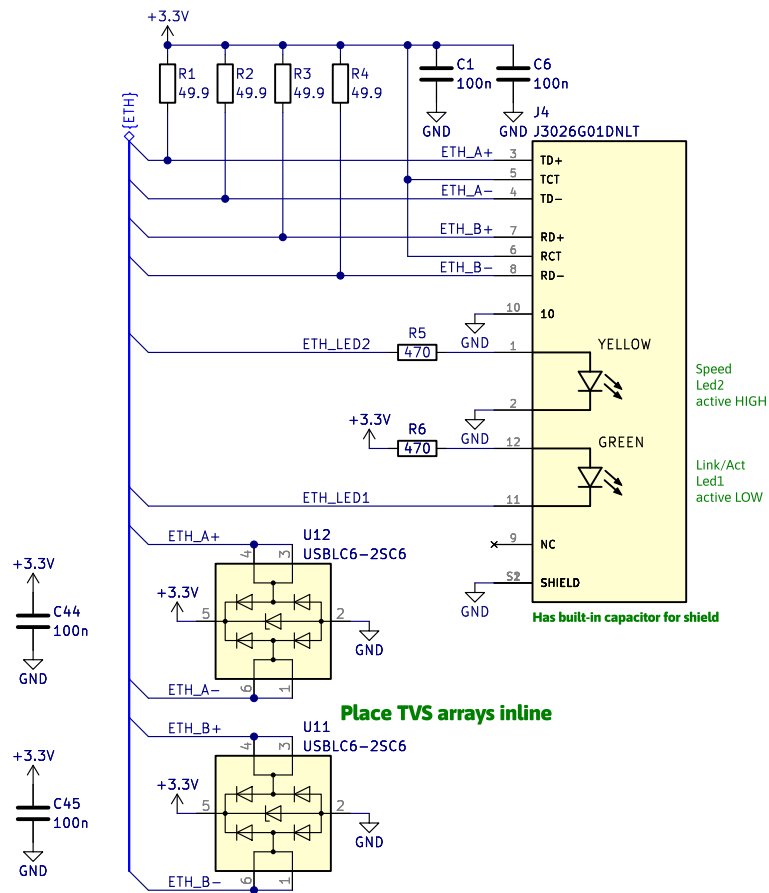 +3.3V
R1
49.9
R2
49.9
R3
49.9
R4
49.9
C1
100n
C6
100n
GND
GND
{ETH}
J4
J3026G01DNLT
ETH_A+
3
TD+
5
TCT
ETH_A-
4
TD-
ETH_B+
7
RD+
6
RCT
ETH_B-
8
RD-
10
10
GND
ETH_LED2
R5
470
1
YELLOW
Speed
Led2
active HIGH
2
GND
+3.3V
R6
470
12
GREEN
Link/Act
Led1
active LOW
ETH_LED1
11
9
NC
SHIELD
GND
Has built-in capacitor for shield
ETH_A+
U12
USBLC6-2SC6
4
3
+3.3V
5
2
GND
6
1
ETH_A-
+3.3V
C44
100n
GND
Place TVS arrays inline
ETH_B+
U11
USBLC6-2SC6
4
3
+3.3V
5
2
GND
6
1
ETH_B-
+3.3V
C45
100n
GND